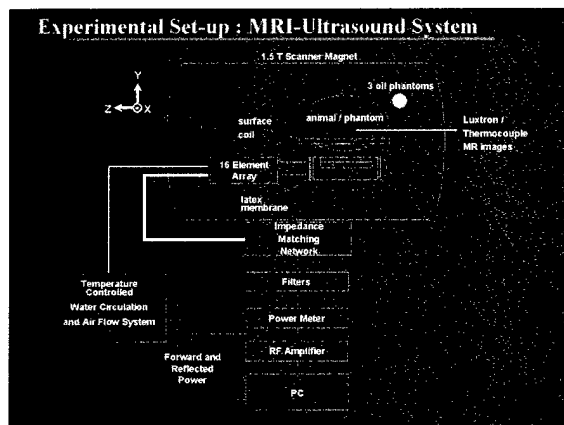 Experimental Set-up : MRI-Ultrasound System
1.5 T Scanner Magnet
Y
Z
X
3 oil phantoms
animal / phantom
surface
coil
Luxtron /
Thermocouple
MR images
16 Element
Array
latex
membrane
Impedance
Matching
Network
Temperature
Controlled
Water Circulation
and Air Flow System
Filters
Power Meter
Forward and
Reflected
Power
RF Amplifier
PC